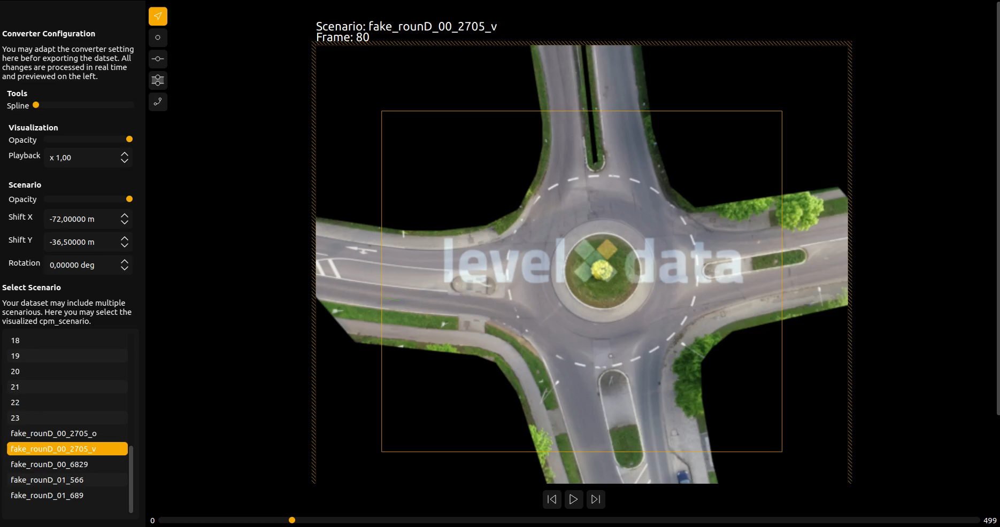 Converter Configuration
You may adapt the converter setting
here befor exporting the datset. All
changes are processed in real time
and previewed on the left.
Tools
Spline
Visualization
Opacity
Playback
x 1,00
Scenario
Opacity
Shift X
-72,00000 m
Shift Y
-36,50000 m
Rotation
0,00000 deg
Select Scenario
Your dataset may include multiple
scenarious. Here you may select the
visualized cpm_scenario.
18
19
20
21
22
23
fake_rounD_00_2705_o
fake_rounD_00_2705_v
fake_rounD_00_6829
fake_rounD_01_566
fake_rounD_01_689
Scenario: fake_rounD_00_2705_v
Frame: 80
level data
0
499